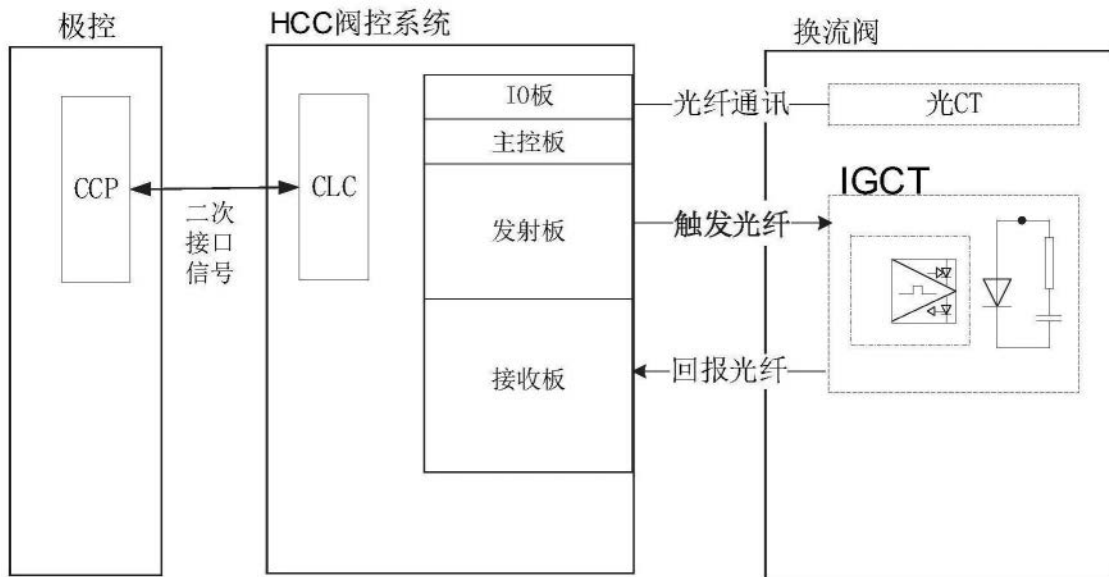 极控
HCC阀控系统
换流阀
IO板
光纤通讯
光CT
主控板
CCP
CLC
IGCT
二次
接口
信号
发射板
触发光纤
接收板
回报光纤